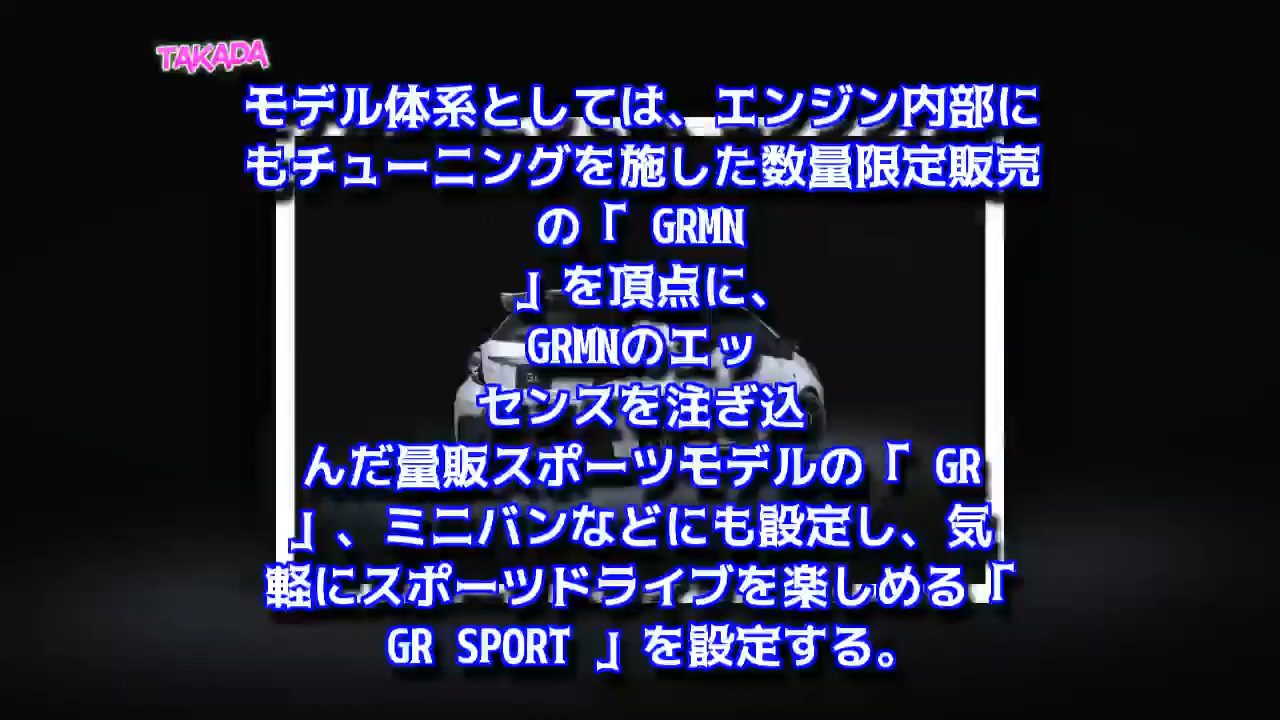 TAKADA
モデル体系としては、エンジン内部に
もチューニングを施した数量限定販売
の「 GRMN
」を頂点に、
GRMNのエッ
センスを注ぎ込
んだ量販スポーツモデルの「 GR
」、ミニバンなどにも設定し、気
軽にスポーツドライブを楽しめる「
GR SPORT 」を設定する。